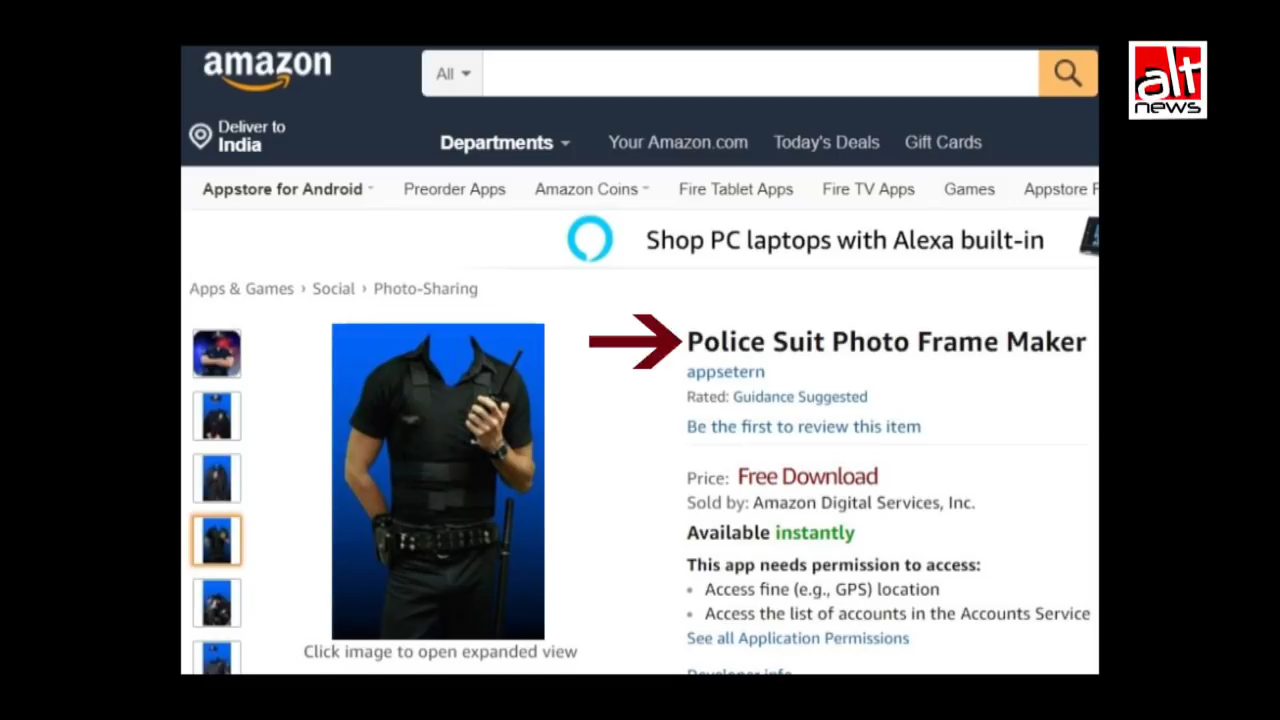 amazon
All
alt
news
Deliver to
India
Departments
Your Amazon.com
Today's Deals
Gift Cards
Appstore for Android
Preorder Apps
Amazon Coins
Fire Tablet Apps
Fire TV Apps
Games
Appstore F
Shop PC laptops with Alexa built-in
Apps & Games › Social › Photo-Sharing
Police Suit Photo Frame Maker
appsetern
Rated: Guidance Suggested
Be the first to review this item
Price: Free Download
Sold by: Amazon Digital Services, Inc.
Available instantly
This app needs permission to access:
• Access fine (e.g., GPS) location
• Access the list of accounts in the Accounts Service
See all Application Permissions
Developer info
Click image to open expanded view